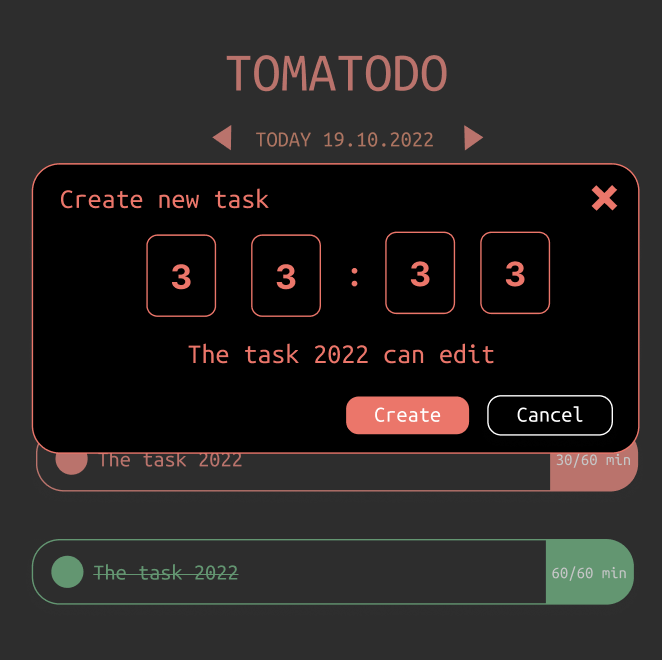 TOMATODO
TODAY 19.10.2022
Create new task
3 3 : 3 3
The task 2022 can edit
Create Cancel
The task 2022 30/60 min
The task 2022 60/60 min